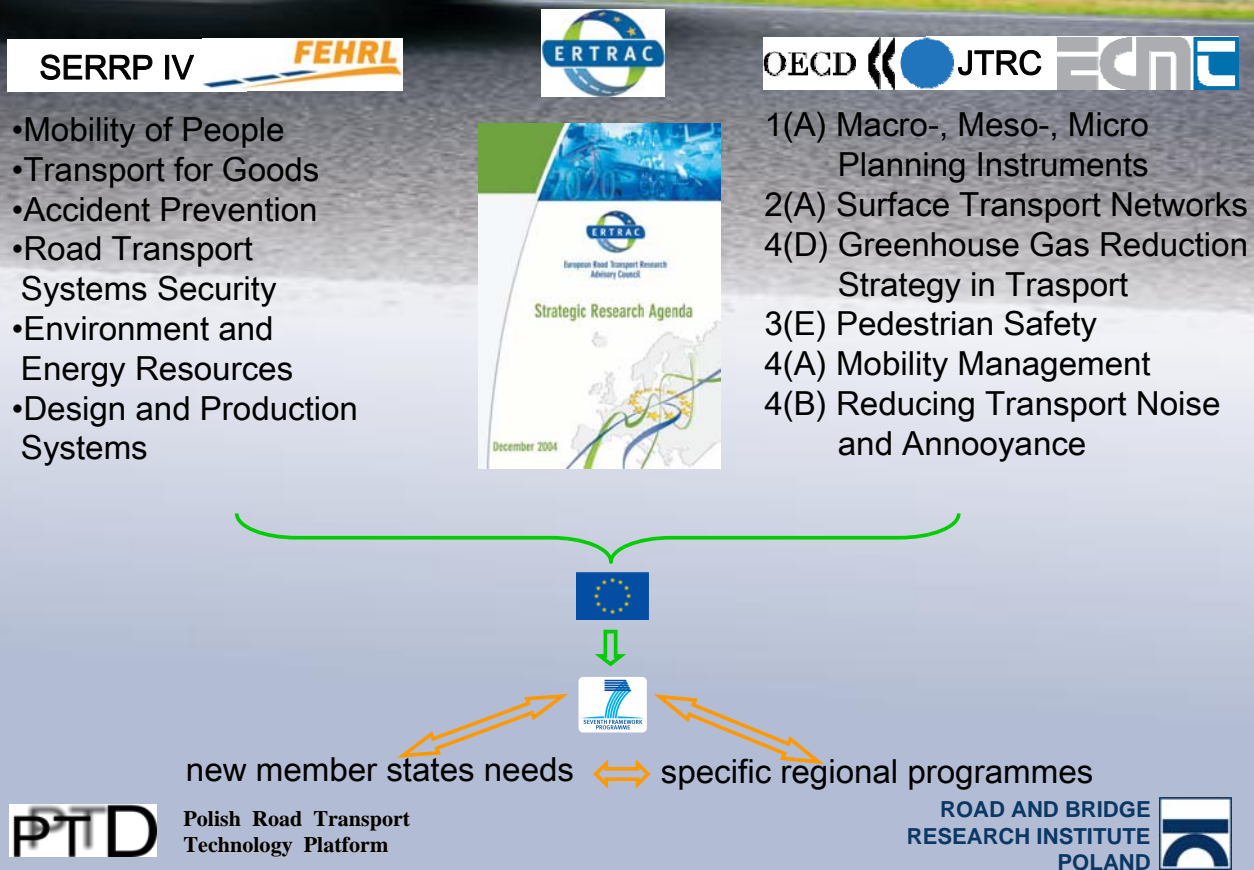 SERRP IV
FEHRL
•Mobility of People
•Transport for Goods
•Accident Prevention
•Road Transport
Systems Security
•Environment and
Energy Resources
•Design and Production
Systems
ERTRAC
2020
ERTRAC
European Road Transport Research
Advisory Council
Strategic Research Agenda
December 2004
OECD JTRC ECMT
1(A) Macro-, Meso-, Micro
Planning Instruments
2(A) Surface Transport Networks
4(D) Greenhouse Gas Reduction
Strategy in Trasport
3(E) Pedestrian Safety
4(A) Mobility Management
4(B) Reducing Transport Noise
and Annooyance
7
SEVENTH FRAMEWORK
PROGRAMME
new member states needs
specific regional programmes
PTTD
Polish Road Transport
Technology Platform
ROAD AND BRIDGE
RESEARCH INSTITUTE
POLAND